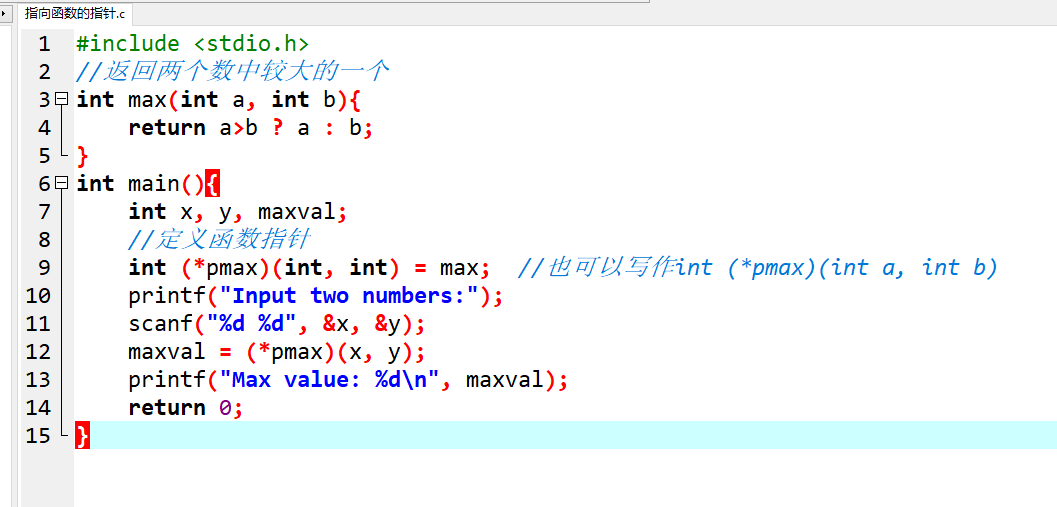 指向函数的指针.c
1 #include <stdio.h>
2 //返回两个数中较大的一个
3 int max(int a, int b){
4 return a>b ? a : b;
5 }
6 int main(){
7 int x, y, maxval;
8 //定义函数指针
9 int (*pmax)(int, int) = max; //也可以写作int (*pmax)(int a, int b)
10 printf("Input two numbers:");
11 scanf("%d %d", &x, &y);
12 maxval = (*pmax)(x, y);
13 printf("Max value: %d\n", maxval);
14 return 0;
15 }